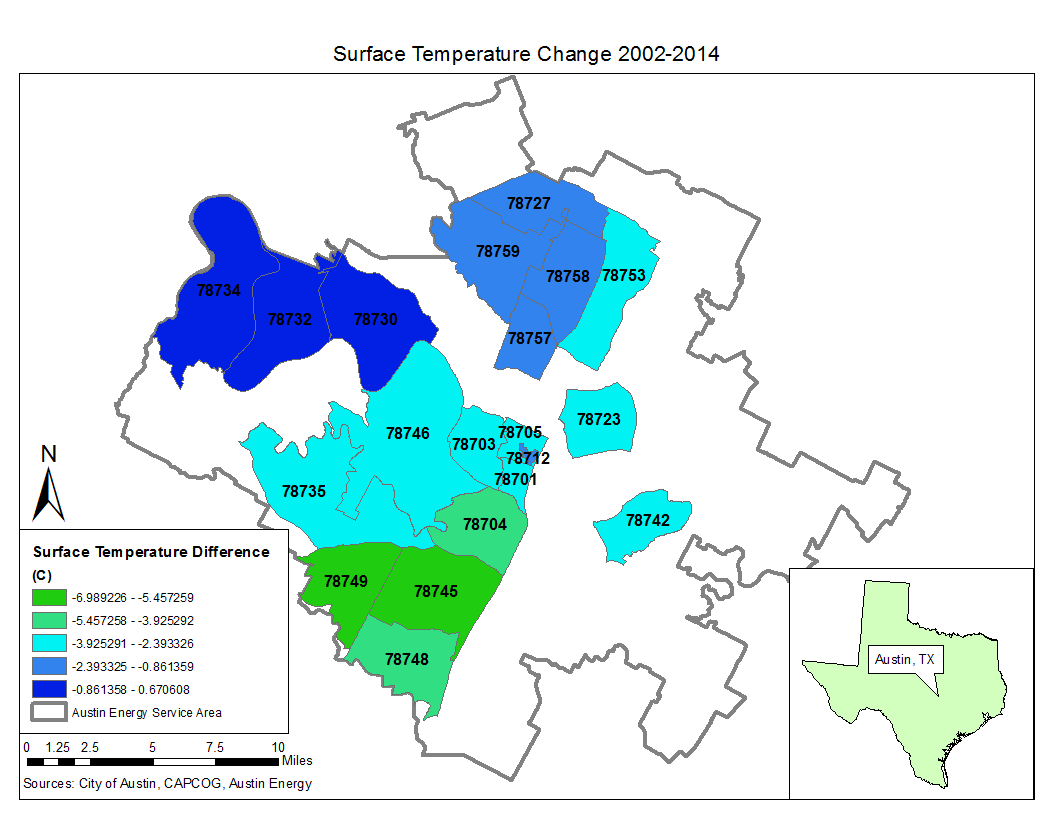 Surface Temperature Change 2002-2014
78727
78759
78758
78753
78734
78732
78730
78757
78723
78705
78746
78703
78712
78701
78735
78742
78704
78749
78745
78748
N
Surface Temperature Difference
(C)
-6.989226 - -5.457259
-5.457258 - -3.925292
-3.925291 - -2.393326
-2.393325 - -0.861359
-0.861358 - 0.670608
Austin Energy Service Area
0 1.25 2.5 5 7.5 10
Miles
Sources: City of Austin, CAPCOG, Austin Energy
Austin, TX